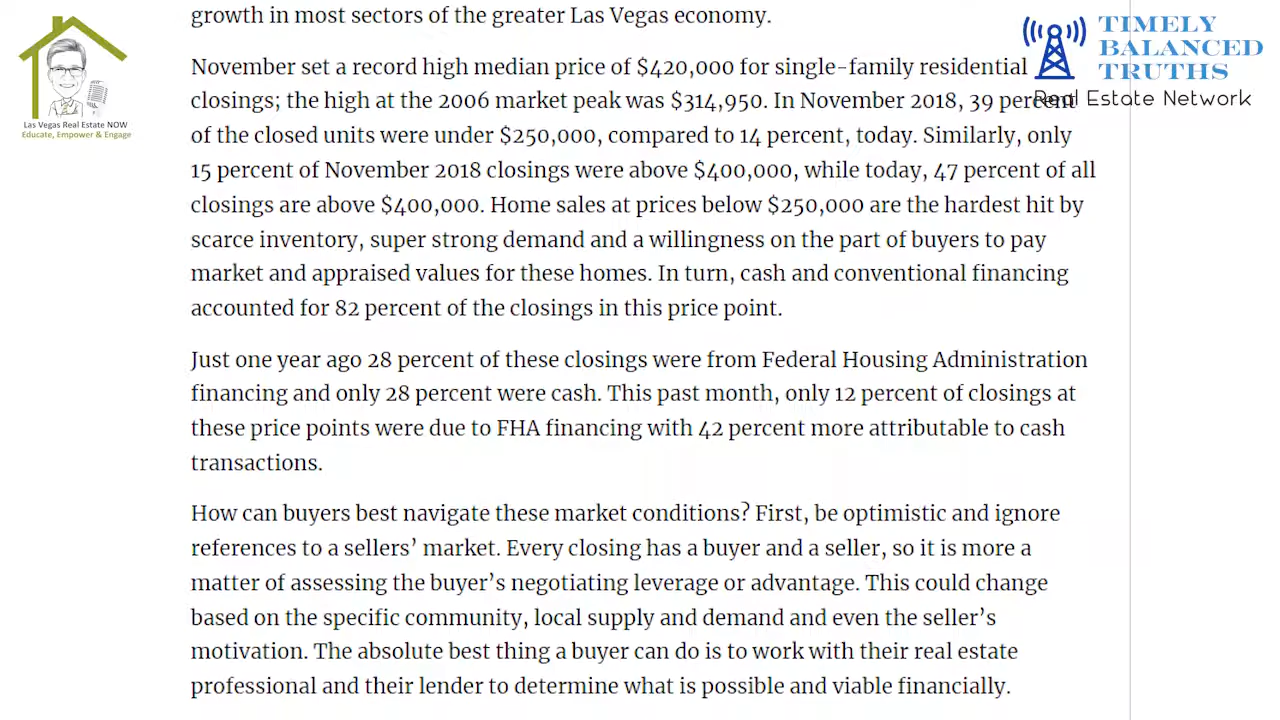 growth in most sectors of the greater Las Vegas economy.
TIMELY
BALANCED
TRUTHS
Real Estate Network
Las Vegas Real Estate NOW
Educate, Empower & Engage
November set a record high median price of $420,000 for single-family residential
closings; the high at the 2006 market peak was $314,950. In November 2018, 39 percent
of the closed units were under $250,000, compared to 14 percent, today. Similarly, only
15 percent of November 2018 closings were above $400,000, while today, 47 percent of all
closings are above $400,000. Home sales at prices below $250,000 are the hardest hit by
scarce inventory, super strong demand and a willingness on the part of buyers to pay
market and appraised values for these homes. In turn, cash and conventional financing
accounted for 82 percent of the closings in this price point.
Just one year ago 28 percent of these closings were from Federal Housing Administration
financing and only 28 percent were cash. This past month, only 12 percent of closings at
these price points were due to FHA financing with 42 percent more attributable to cash
transactions.
How can buyers best navigate these market conditions? First, be optimistic and ignore
references to a sellers’ market. Every closing has a buyer and a seller, so it is more a
matter of assessing the buyer’s negotiating leverage or advantage. This could change
based on the specific community, local supply and demand and even the seller’s
motivation. The absolute best thing a buyer can do is to work with their real estate
professional and their lender to determine what is possible and viable financially.